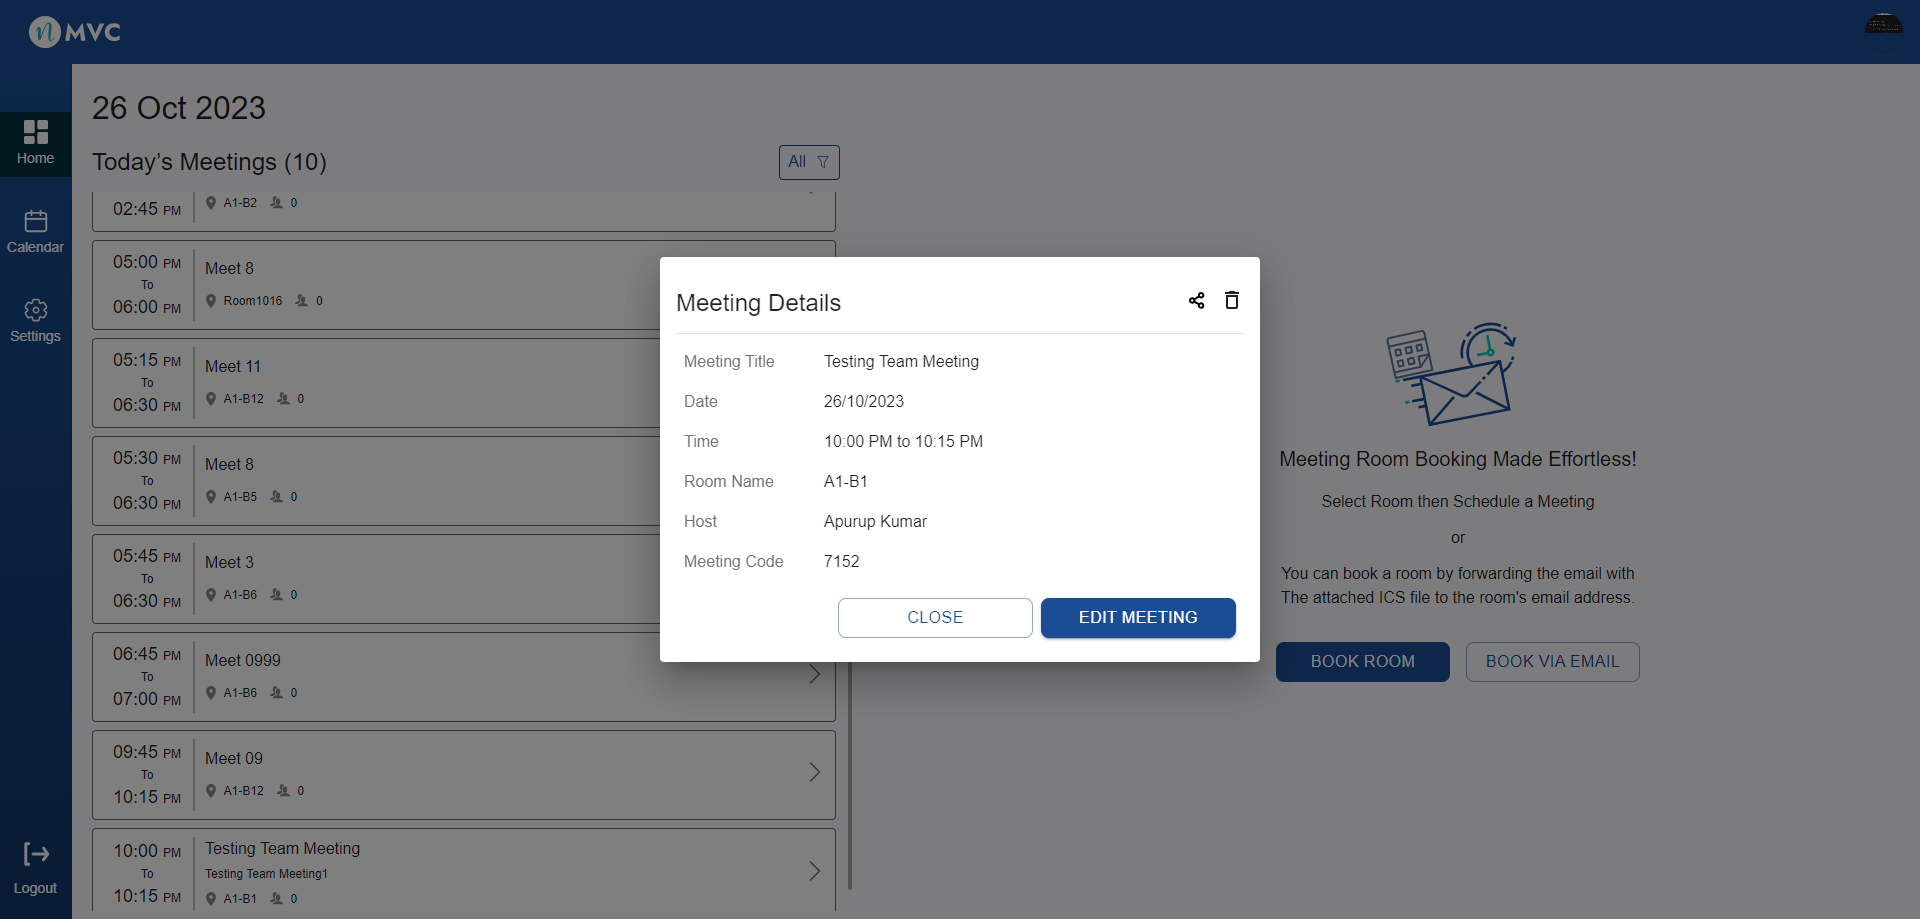 n MVC
Home
Calendar
Settings
Logout
26 Oct 2023
Today’s Meetings (10)
All
02:45 PM
A1-B2 0
05:00 PM
To
06:00 PM
Meet 8
Room1016 0
05:15 PM
To
06:30 PM
Meet 11
A1-B12 0
05:30 PM
To
06:30 PM
Meet 8
A1-B5 0
05:45 PM
To
06:30 PM
Meet 3
A1-B6 0
06:45 PM
To
07:00 PM
Meet 0999
A1-B6 0
09:45 PM
To
10:15 PM
Meet 09
A1-B12 0
10:00 PM
To
10:15 PM
Testing Team Meeting
Testing Team Meeting1
A1-B1 0
Meeting Details
Meeting Title Testing Team Meeting
Date 26/10/2023
Time 10:00 PM to 10:15 PM
Room Name A1-B1
Host Apurup Kumar
Meeting Code 7152
CLOSE EDIT MEETING
Meeting Room Booking Made Effortless!
Select Room then Schedule a Meeting
or
You can book a room by forwarding the email with
The attached ICS file to the room's email address.
BOOK ROOM BOOK VIA EMAIL